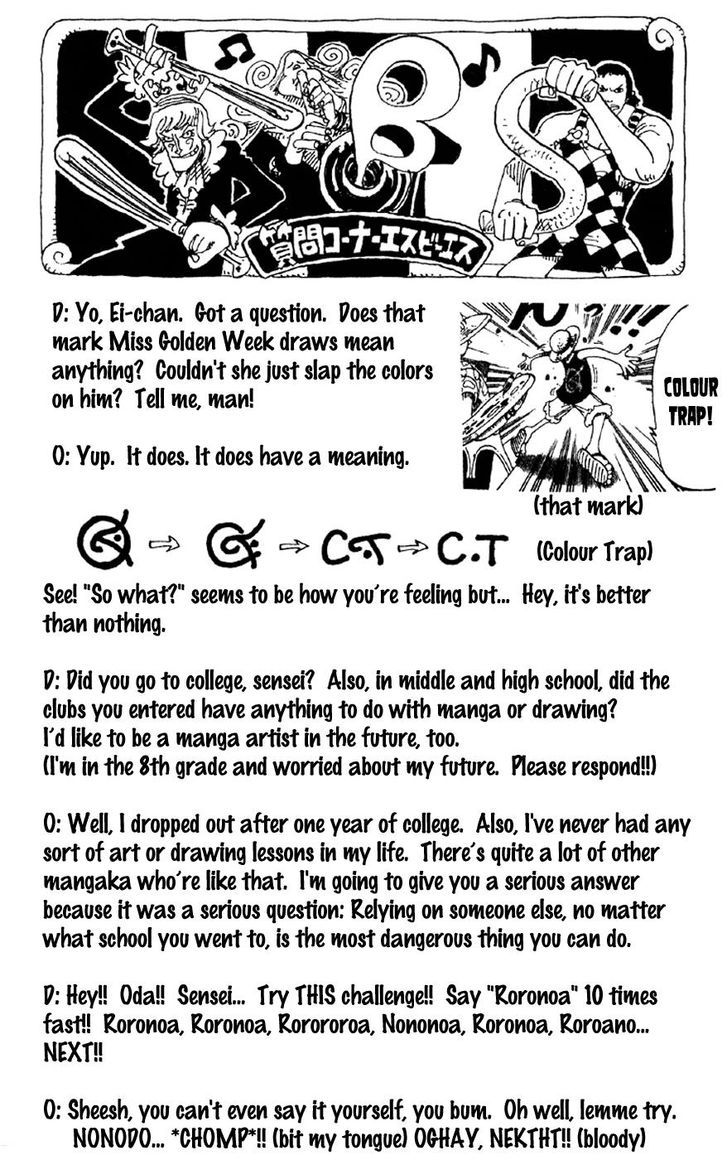 BS
質問コーナーエスビーエス
D: Yo, Ei-chan.  Got a question.  Does that
mark Miss Golden Week draws mean
anything?  Couldn't she just slap the colors
on him?  Tell me, man!
COLOUR
TRAP!
O: Yup.  It does. It does have a meaning.
(that mark)
C.T
(Colour Trap)
See! "So what?" seems to be how you're feeling but...  Hey, it's better
than nothing.
D: Did you go to college, sensei?  Also, in middle and high school, did the
clubs you entered have anything to do with manga or drawing?
I'd like to be a manga artist in the future, too.
(I'm in the 8th grade and worried about my future.  Please respond!!)
O: Well, I dropped out after one year of college.  Also, I've never had any
sort of art or drawing lessons in my life.  There's quite a lot of other
mangaka who're like that.  I'm going to give you a serious answer
because it was a serious question: Relying on someone else, no matter
what school you went to, is the most dangerous thing you can do.
D: Hey!!  Oda!!  Sensei...  Try THIS challenge!!  Say "Roronoa" 10 times
fast!!  Roronoa, Roronoa, Rorororoa, Nononoa, Roronoa, Roroano...
NEXT!!
O: Sheesh, you can't even say it yourself, you bum.  Oh well, lemme try.
NONODO... *CHOMP*!! (bit my tongue) OGHAY, NEKTHT!! (bloody)